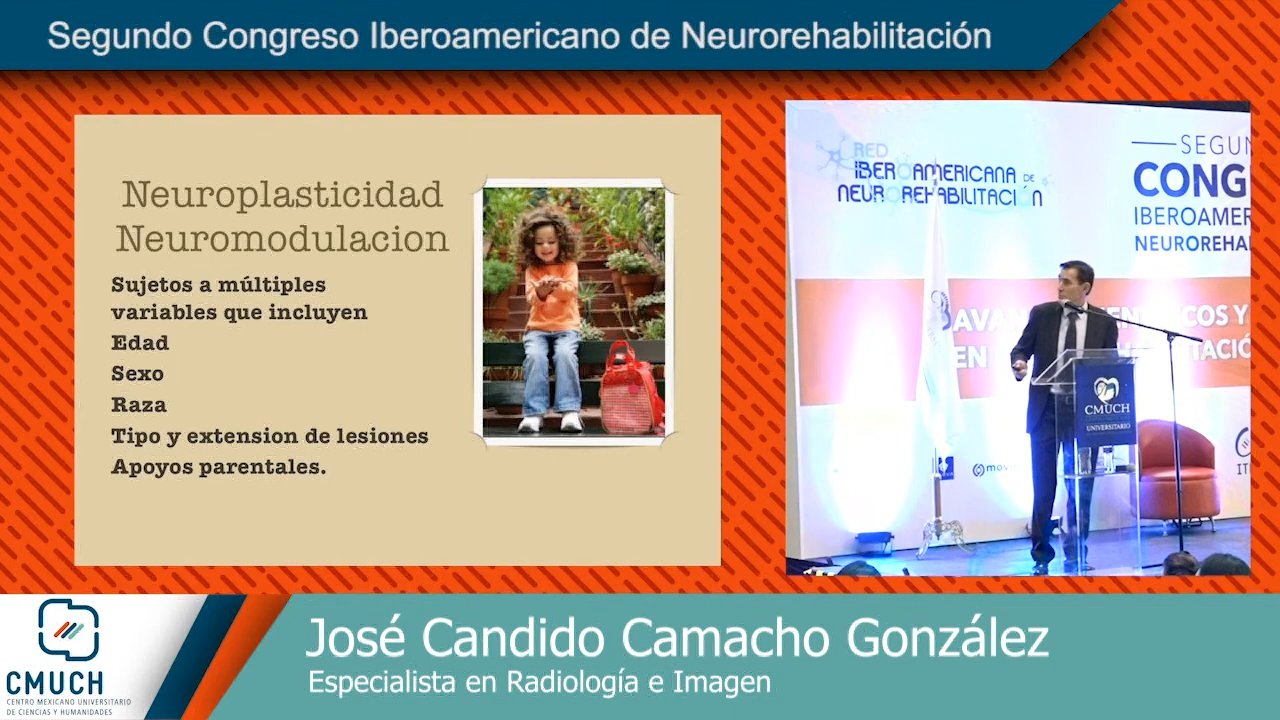 Segundo Congreso Iberoamericano de Neurorehabilitación
Neuroplasticidad
Neuromodulacion
Sujetos a múltiples
variables que incluyen
Edad
Sexo
Raza
Tipo y extension de lesiones
Apoyos parentales.
RED
IBEROAMERICANA DE
NEUROREHABILITACIÓN
SEGUN
CONG
IBEROAMER
NEUROREHA
CMUCH
UNIVERSITARIO
José Candido Camacho González
Especialista en Radiología e Imagen
CMUCH
CENTRO MEXICANO UNIVERSITARIO
DE CIENCIAS Y HUMANIDADES